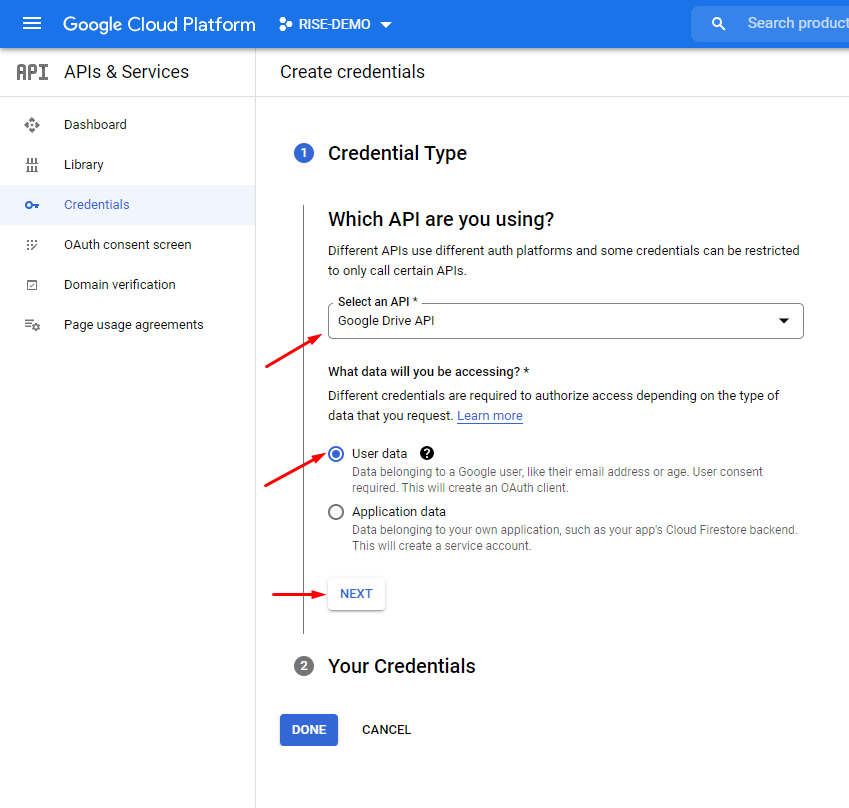 Google Cloud Platform
RISE-DEMO
Search product
API
APIs & Services
Create credentials
Dashboard
Library
Credentials
OAuth consent screen
Domain verification
Page usage agreements
1
Credential Type
Which API are you using?
Different APIs use different auth platforms and some credentials can be restricted
to only call certain APIs.
Select an API *
Google Drive API
What data will you be accessing? *
Different credentials are required to authorize access depending on the type of
data that you request. Learn more
User data ?
Data belonging to a Google user, like their email address or age. User consent
required. This will create an OAuth client.
Application data
Data belonging to your own application, such as your app's Cloud Firestore backend.
This will create a service account.
NEXT
2
Your Credentials
DONE
CANCEL